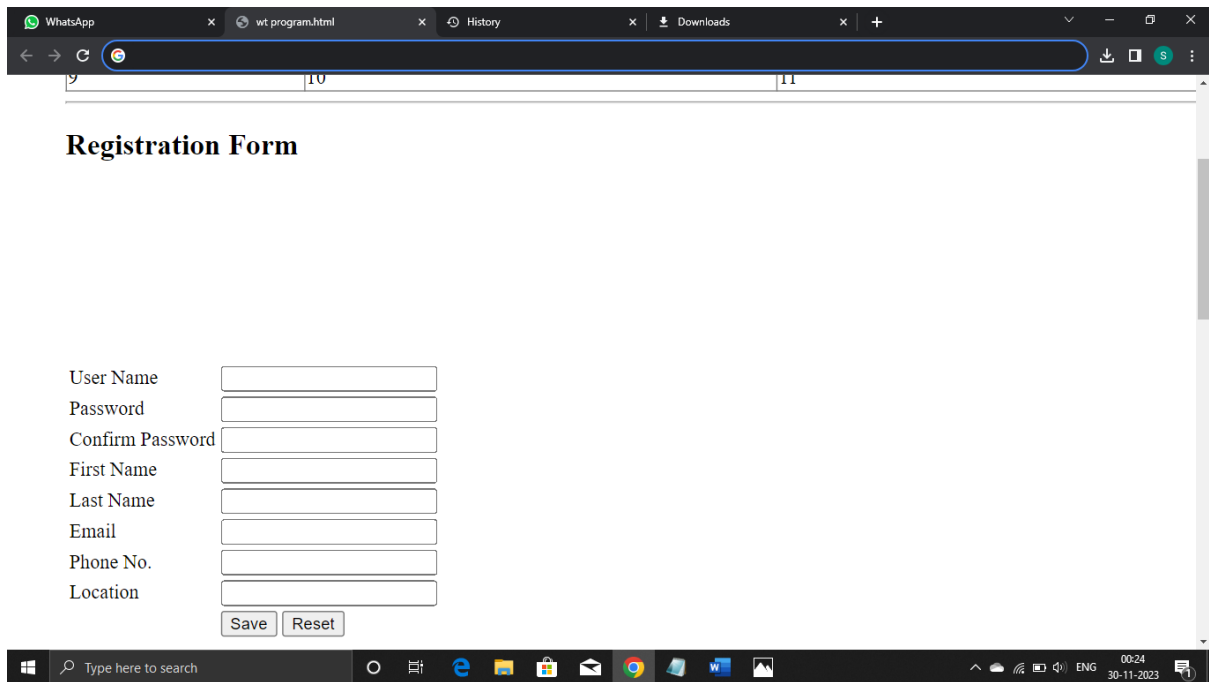 WhatsApp wt program.html History Downloads
S
9 10 11
Registration Form
User Name
Password
Confirm Password
First Name
Last Name
Email
Phone No.
Location
Save Reset
Type here to search ENG 00:24
30-11-2023 1